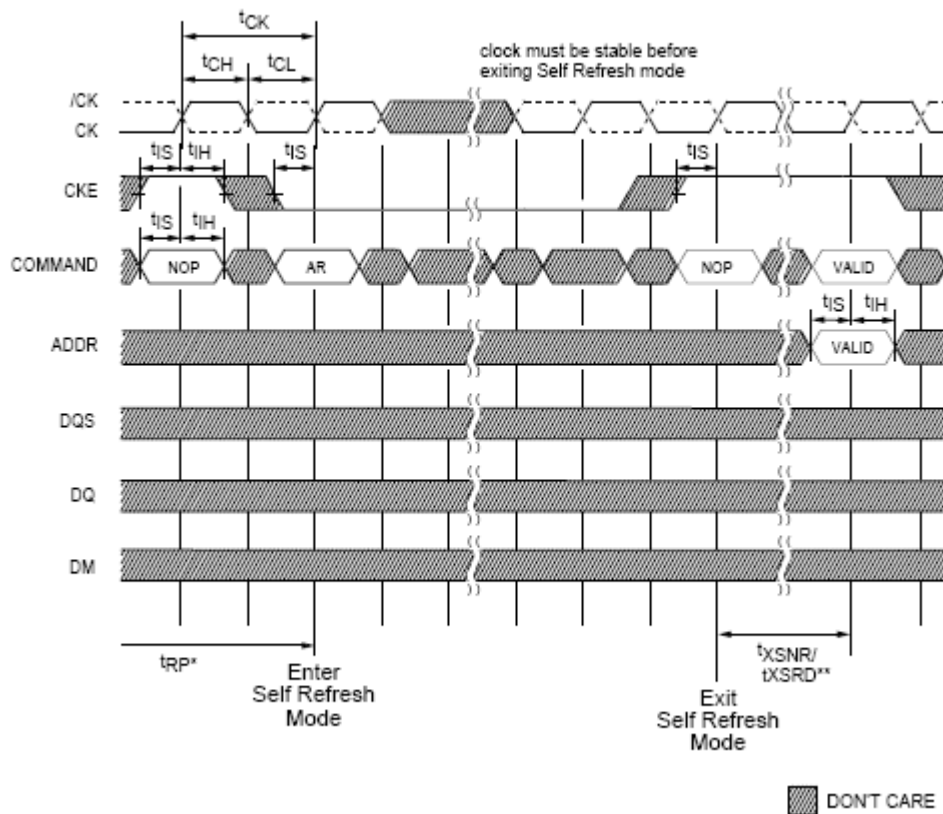 tCK
tCH
tCL
clock must be stable before
exiting Self Refresh mode
/CK
CK
tIS
tIH
tIS
tIS
CKE
tIS
tIH
COMMAND
NOP
AR
NOP
VALID
tIS
tIH
ADDR
VALID
DQS
DQ
DM
tRP*
Enter
Self Refresh
Mode
tXSNR/
tXSRD**
Exit
Self Refresh
Mode
DON'T CARE